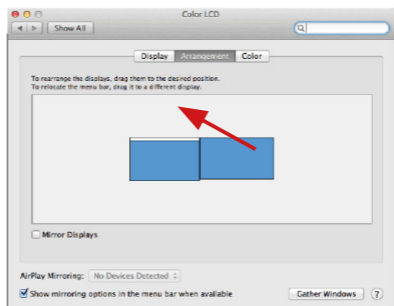 Color LCD
Show All
Display Arrangement Color
To rearrange the displays, drag them to the desired position.
To relocate the menu bar, drag it to a different display.
Mirror Displays
AirPlay Mirroring: No Devices Detected
Show mirroring options in the menu bar when available
Gather Windows ?